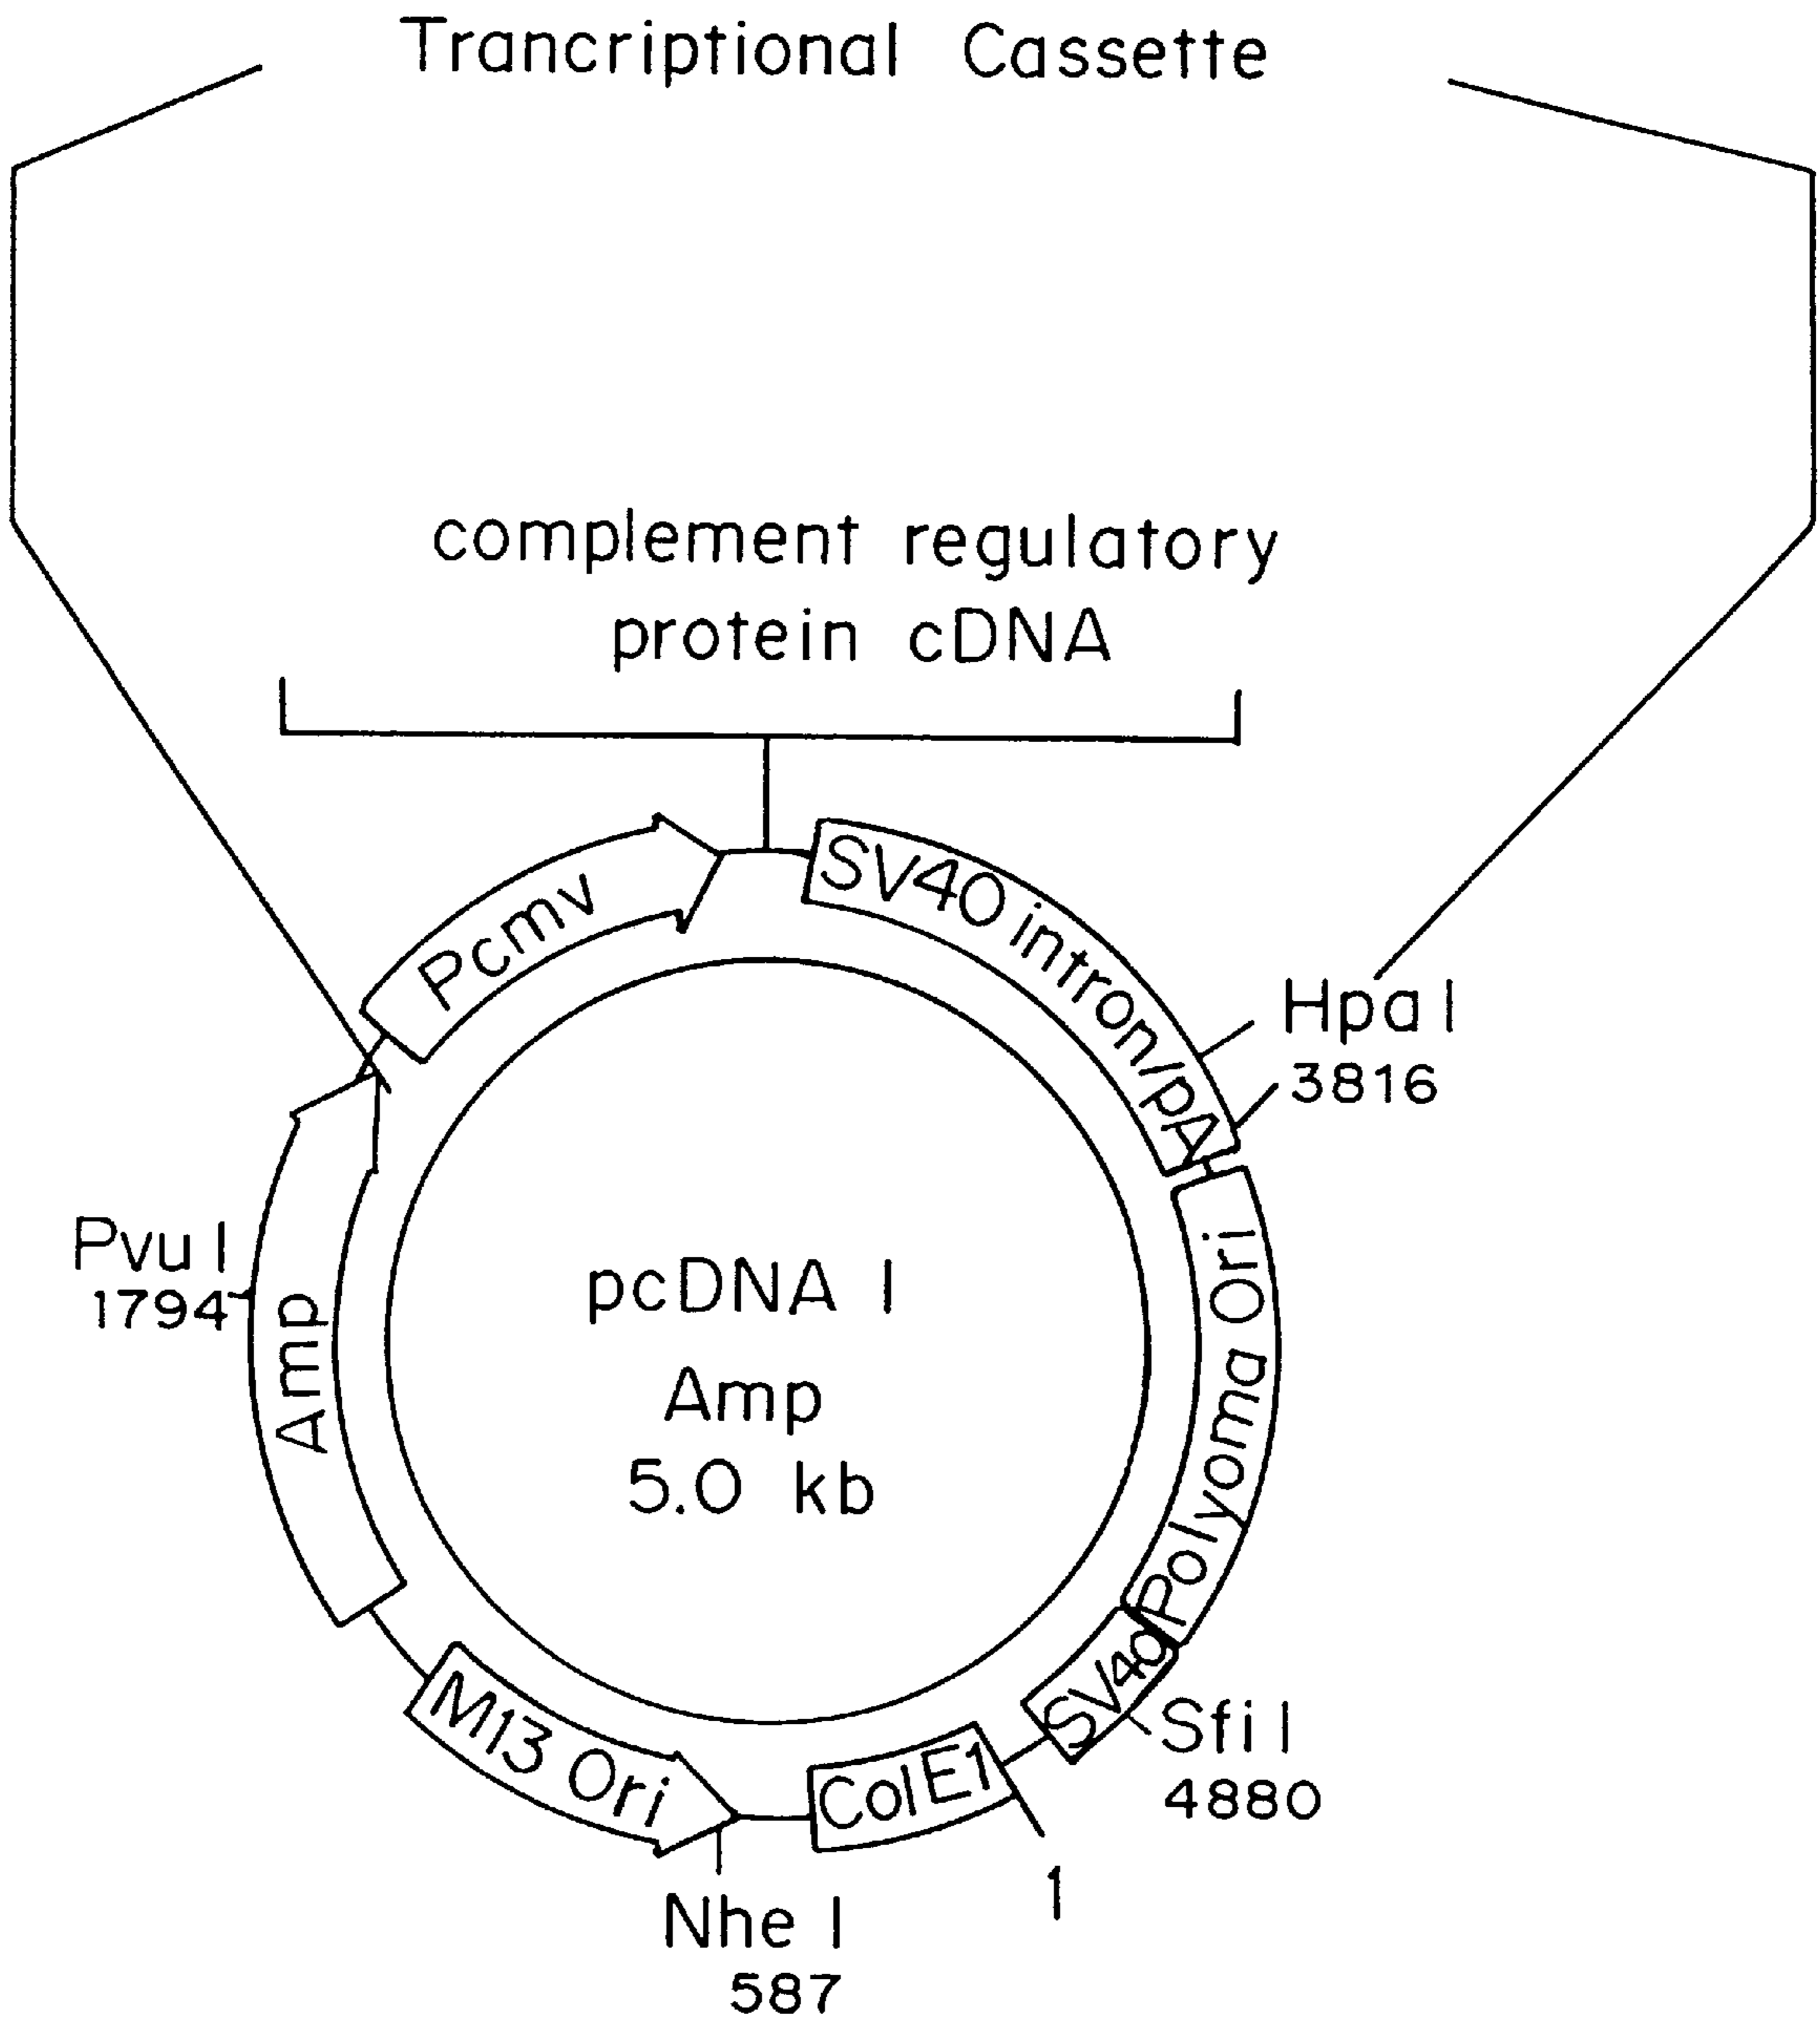 Trancriptional Cassette
complement regulatory
protein cDNA
Pcmv
SV40 intron/pA
Hpa I
3816
Pvu I
1794
Amp
pcDNA I
Amp
5.0 kb
Polyoma Ori
SV40
Sfi I
4880
M13 Ori
ColE1
1
Nhe I
587